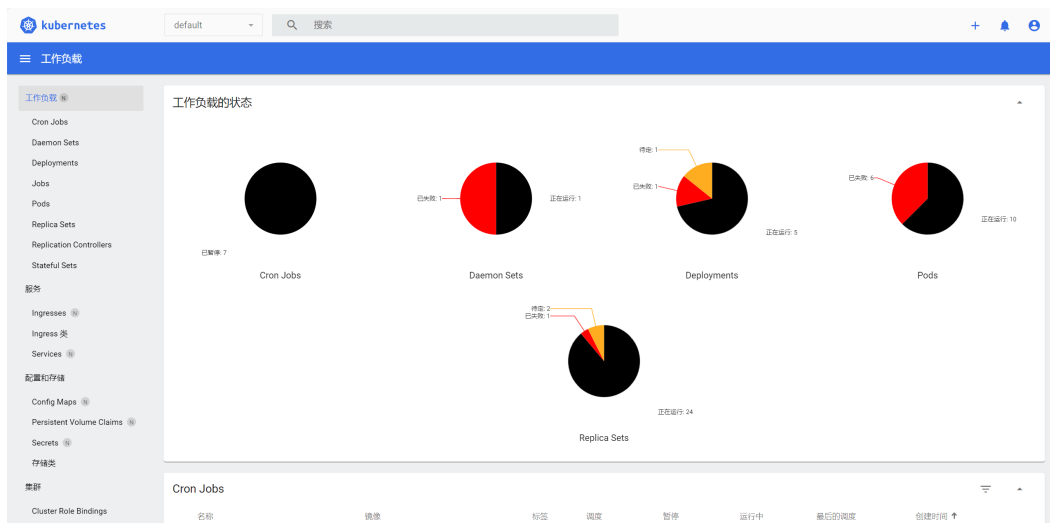 kubernetes
default
搜索
工作负载
工作负载 N
Cron Jobs
Daemon Sets
Deployments
Jobs
Pods
Replica Sets
Replication Controllers
Stateful Sets
服务
Ingresses N
Ingress 类
Services N
配置和存储
Config Maps N
Persistent Volume Claims N
Secrets N
存储类
集群
Cluster Role Bindings
工作负载的状态
已暂停: 7
Cron Jobs
已失败: 1
正在运行: 1
Daemon Sets
待定: 1
已失败: 1
正在运行: 5
Deployments
已失败: 6
正在运行: 10
Pods
待定: 2
已失败: 1
正在运行: 24
Replica Sets
Cron Jobs
名称 镜像 标签 调度 暂停 运行中 最后的调度 创建时间 ↑